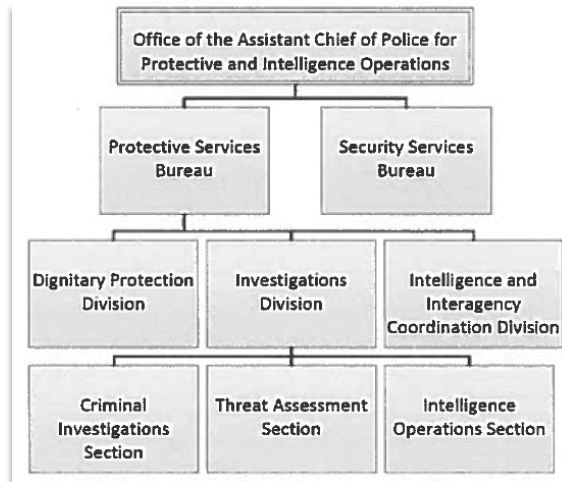 Office of the Assistant Chief of Police for
Protective and Intelligence Operations
Protective Services
Bureau
Security Services
Bureau
Dignitary Protection
Division
Investigations
Division
Intelligence and
Interagency
Coordination Division
Criminal
Investigations
Section
Threat Assessment
Section
Intelligence
Operations Section